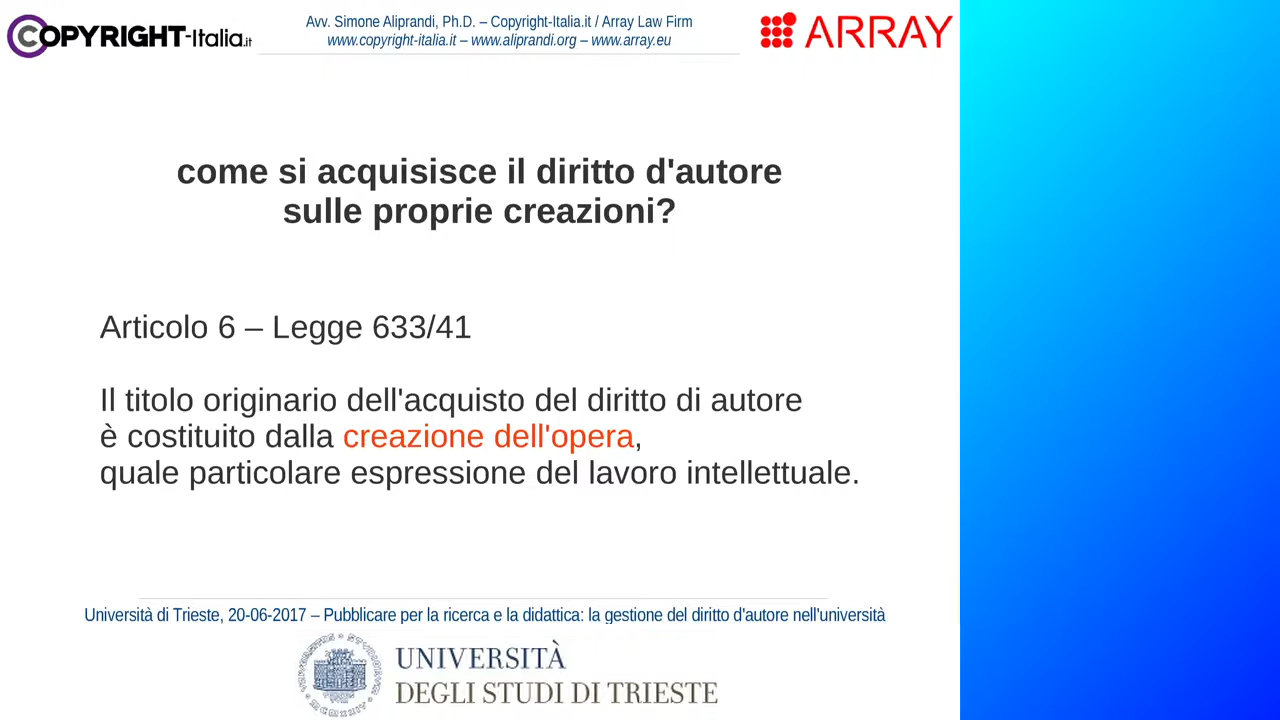 COPYRIGHT-Italia.it
Avv. Simone Aliprandi, Ph.D. – Copyright-Italia.it / Array Law Firm
www.copyright-italia.it – www.aliprandi.org – www.array.eu
ARRAY
come si acquisisce il diritto d'autore
sulle proprie creazioni?
Articolo 6 – Legge 633/41
Il titolo originario dell'acquisto del diritto di autore
è costituito dalla creazione dell'opera,
quale particolare espressione del lavoro intellettuale.
Università di Trieste, 20-06-2017 – Pubblicare per la ricerca e la didattica: la gestione del diritto d'autore nell'università
UNIVERSITÀ
DEGLI STUDI DI TRIESTE